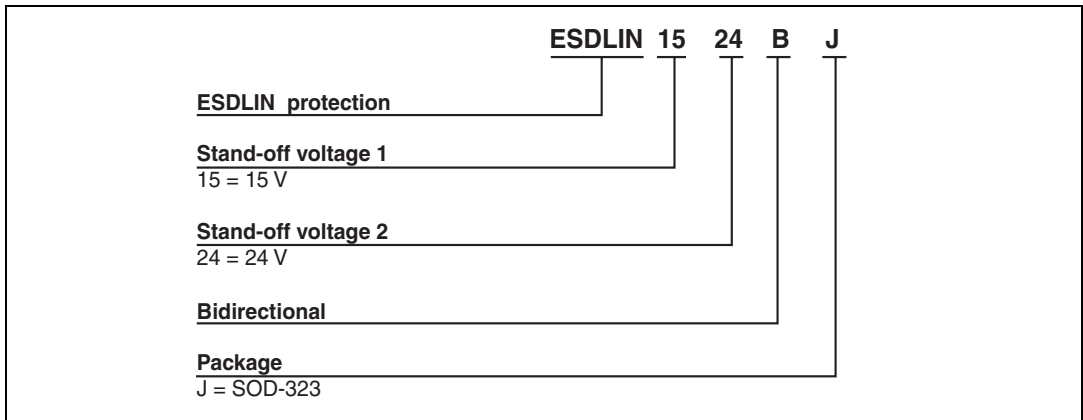 ESDLIN 15 24 B J
ESDLIN protection
Stand-off voltage 1
15 = 15 V
Stand-off voltage 2
24 = 24 V
Bidirectional
Package
J = SOD-323